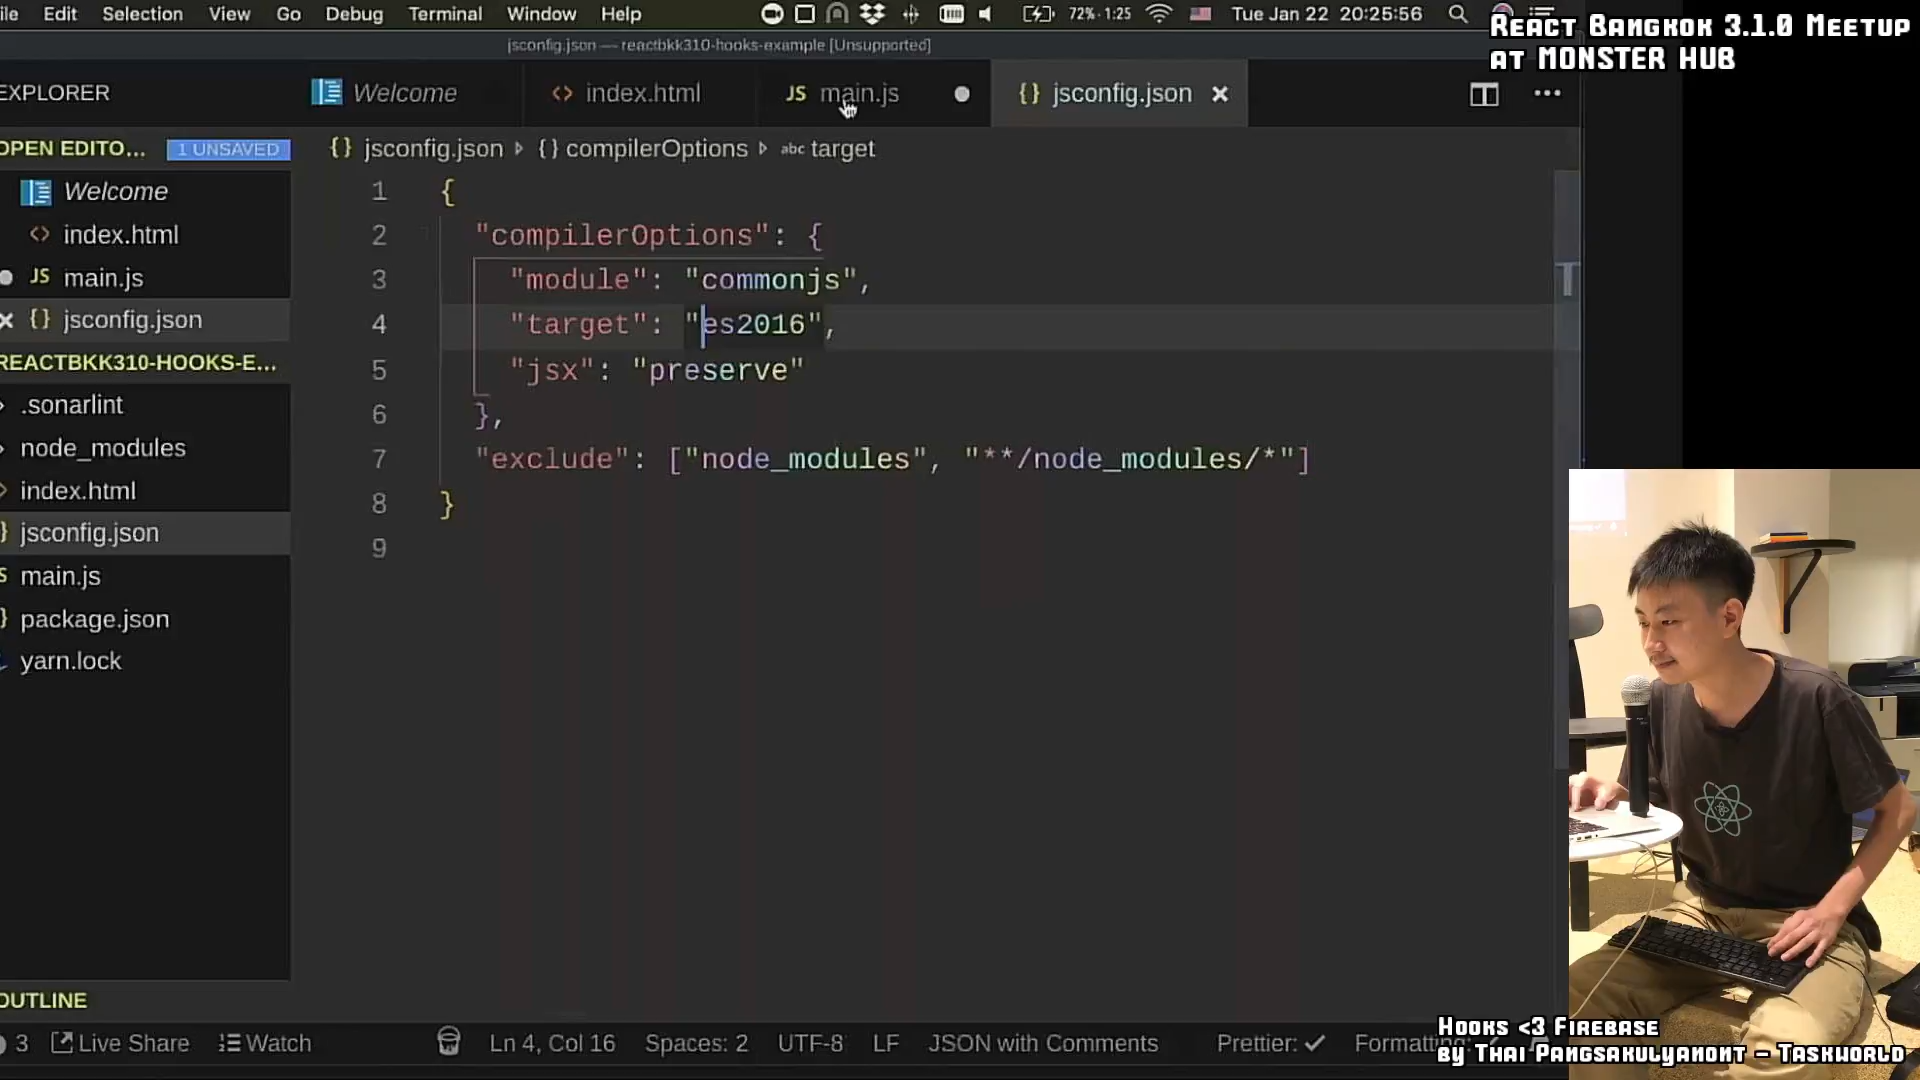 Edit Selection View Go Debug Terminal Window Help 72% · 1:25 Tue Jan 22 20:25:56
React Bangkok 3.1.0 Meetup
at MONSTER HUB
jsconfig.json — reactbkk310-hooks-example [Unsupported]
EXPLORER
Welcome
<> index.html
JS main.js
{} jsconfig.json ×
OPEN EDITO... 1 UNSAVED
{} jsconfig.json {} compilerOptions abc target
Welcome
<> index.html
JS main.js
{} jsconfig.json
REACTBKK310-HOOKS-E...
.sonarlint
node_modules
index.html
jsconfig.json
main.js
package.json
yarn.lock
OUTLINE
1 {
2 "compilerOptions": {
3 "module": "commonjs",
4 "target": "es2016",
5 "jsx": "preserve"
6 },
7 "exclude": ["node_modules", "**/node_modules/*"]
8 }
9
3 Live Share Watch Ln 4, Col 16 Spaces: 2 UTF-8 LF JSON with Comments Prettier: ✓
Hooks <3 Firebase
by Thai Pangsakulyanont – Taskworld